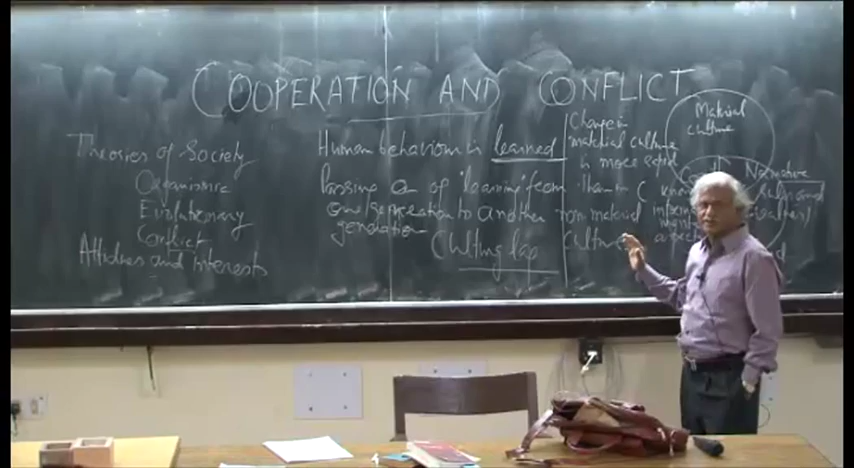 COOPERATION AND CONFLICT
Theories of Society
Organismic
Evolutionary
Conflict
Attitudes and interests
Human behaviour is learned
Passing on of 'learning' from
one generation to another
generation
Cultural lag
Change in
material culture
is more rapid
than in
non material
Culture
Material
culture
Normative